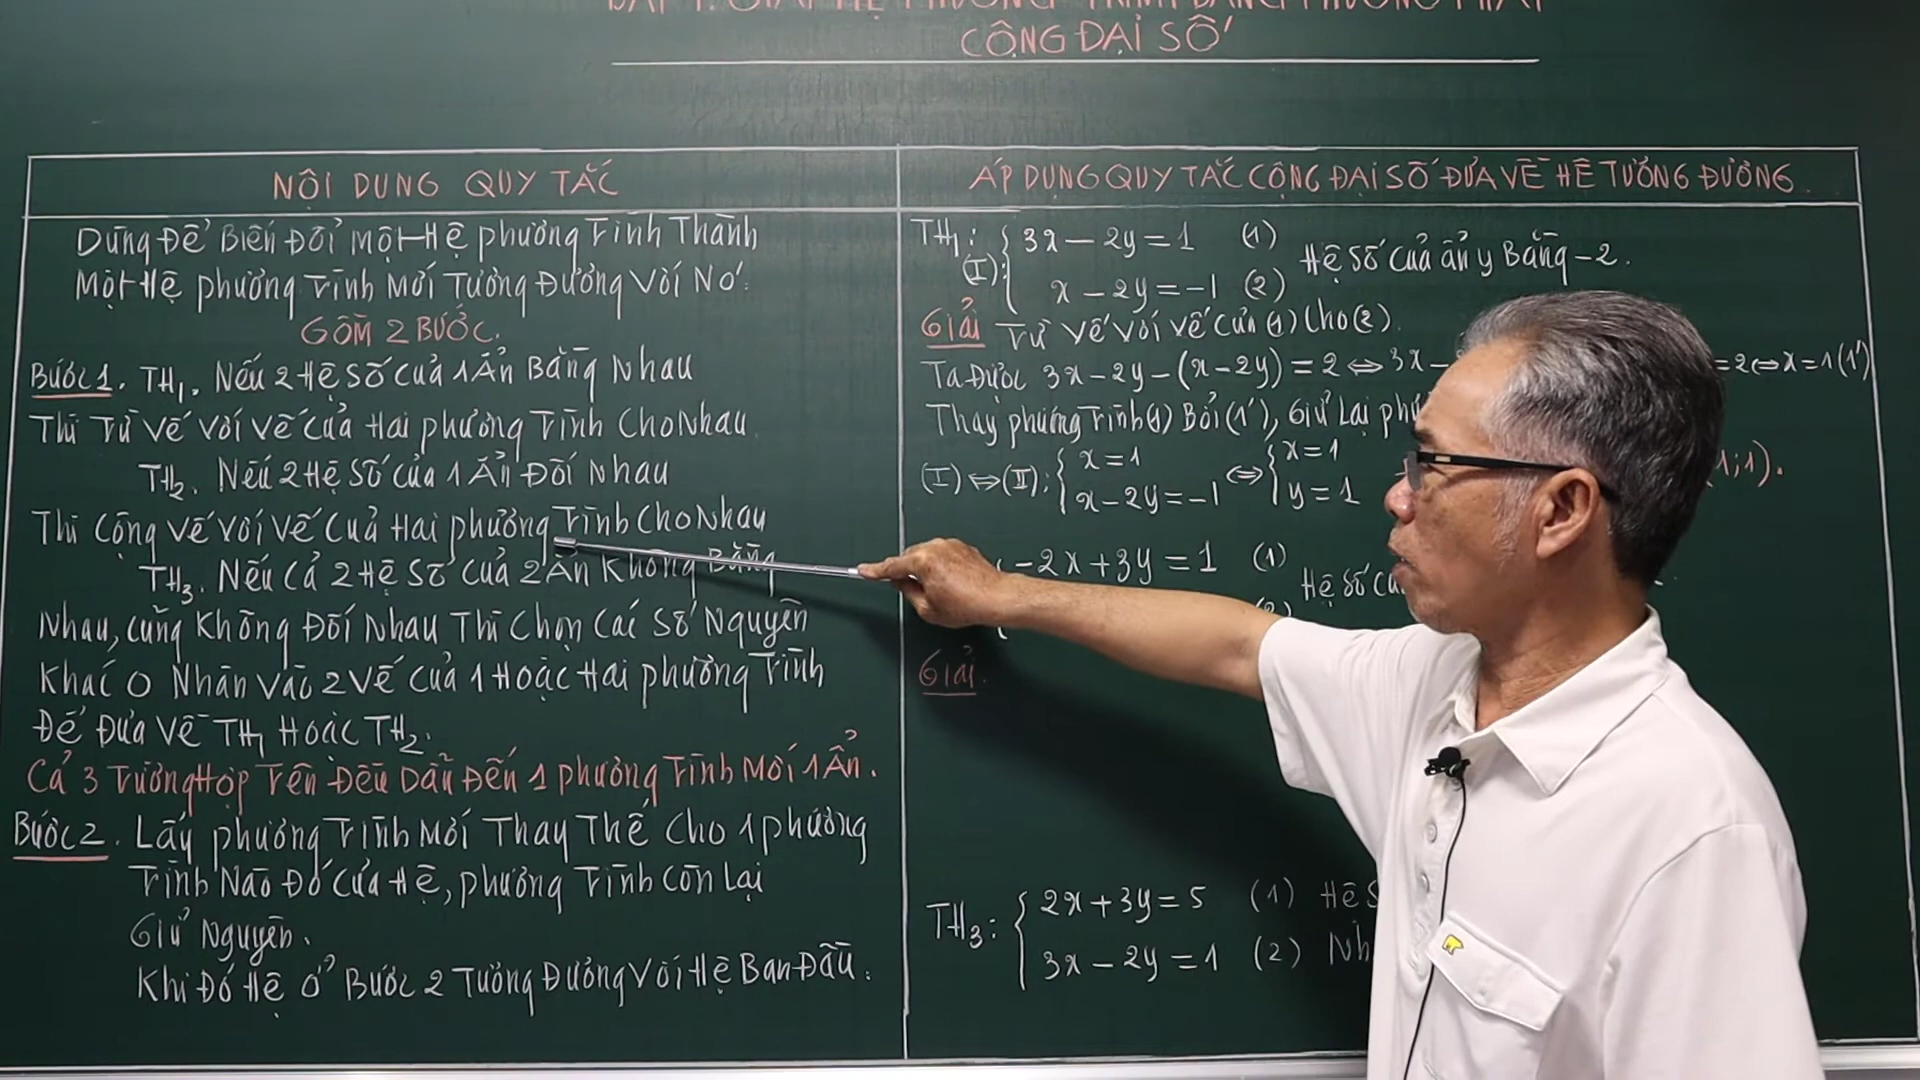 BÀI 4: GIẢI HỆ PHƯƠNG TRÌNH BẰNG PHƯƠNG PHÁP
CỘNG ĐẠI SỐ
NỘI DUNG QUY TẮC
Dùng Để Biến Đổi Một Hệ phương Trình Thành
Một Hệ phương Trình Mới Tương Đương Với Nó.
GỒM 2 BƯỚC.
Bước 1. TH₁. Nếu 2 Hệ Số Của 1 Ẩn Bằng Nhau
Thì Trừ Vế Với Vế Của Hai phương Trình Cho Nhau.
TH₂. Nếu 2 Hệ Số Của 1 Ẩn Đối Nhau
Thì Cộng Vế Với Vế Của Hai phương Trình Cho Nhau
TH₃. Nếu Cả 2 Hệ Số Của 2 Ẩn Không Bằng
Nhau, cũng Không Đối Nhau Thì Chọn Các Số Nguyên
Khác 0 Nhân Vào 2 Vế Của 1 Hoặc Hai phương Trình
Để Đưa Về TH₁ Hoặc TH₂.
Cả 3 Trường Hợp Trên Đều Dẫn Đến 1 phương Trình Mới 1 Ẩn.
Bước 2. Lấy phương Trình Mới Thay Thế Cho 1 phương
Trình Nào Đó Của Hệ, phương Trình Còn Lại
Giữ Nguyên.
Khi Đó Hệ Ở Bước 2 Tương Đương Với Hệ Ban Đầu.
ÁP DỤNG QUY TẮC CỘNG ĐẠI SỐ ĐƯA VỀ HỆ TƯƠNG ĐƯƠNG
TH₁: 3x − 2y = 1 (1) Hệ Số Của ẩn y Bằng −2.
(I): x − 2y = −1 (2)
Giải Trừ Vế Với Vế Của (1) Cho (2).
Ta Được 3x − 2y − (x − 2y) = 2 ⇔ 3x − = 2 ⇔ x = 1 (1')
Thay phương Trình (1) Bởi (1'), Giữ Lại
(I) ⇔ (II): x = 1 ⇔ x = 1
x − 2y = −1 y = 1 1;1).
−2x + 3y = 1 (1) Hệ Số
(2)
Giải.
TH₃: 2x + 3y = 5 (1) Hệ
3x − 2y = 1 (2)